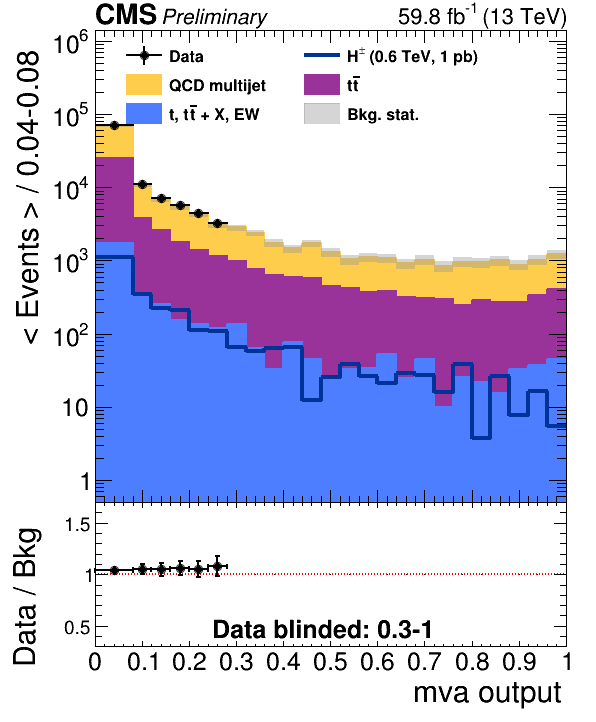 CMS Preliminary 59.8 fb⁻¹ (13 TeV)
10⁶
10⁵
10⁴
10³
10²
10
1
< Events > / 0.04-0.08
Data
H± (0.6 TeV, 1 pb)
QCD multijet
tt̄
t, tt̄ + X, EW
Bkg. stat.
Data / Bkg
1.5
1
0.5
Data blinded: 0.3-1
0 0.1 0.2 0.3 0.4 0.5 0.6 0.7 0.8 0.9 1
mva output